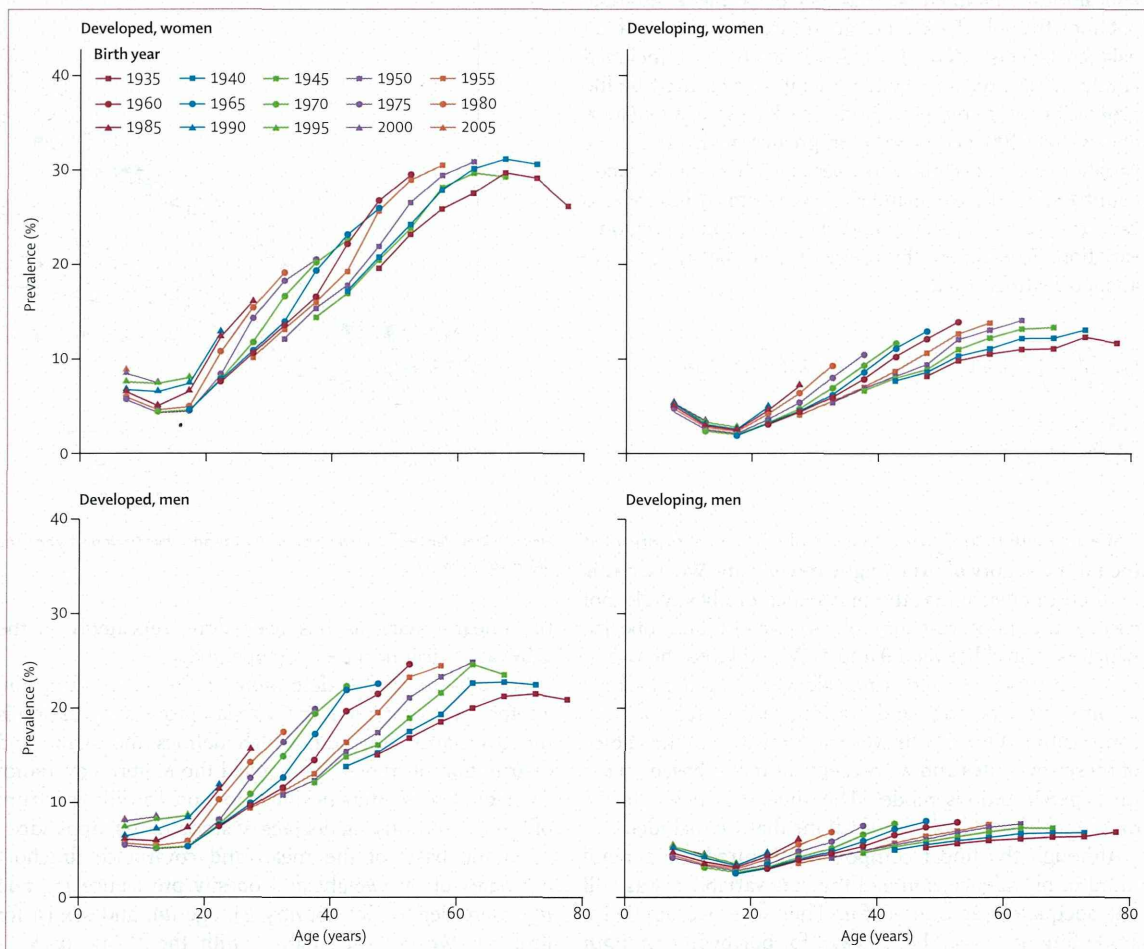 Developed, women
Developing, women
Birth year
1935 1940 1945 1950 1955
1960 1965 1970 1975 1980
1985 1990 1995 2000 2005
40
30
20
10
0
Prevalence (%)
Developed, men
Developing, men
40
30
20
10
0
Prevalence (%)
0 20 40 60 80
Age (years)
0 20 40 60 80
Age (years)